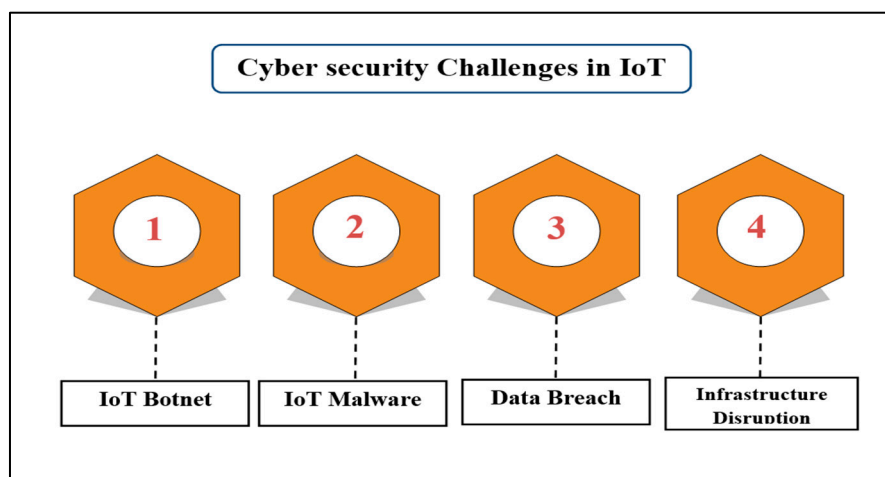 Cyber security Challenges in IoT
1
2
3
4
IoT Botnet
IoT Malware
Data Breach
Infrastructure
Disruption